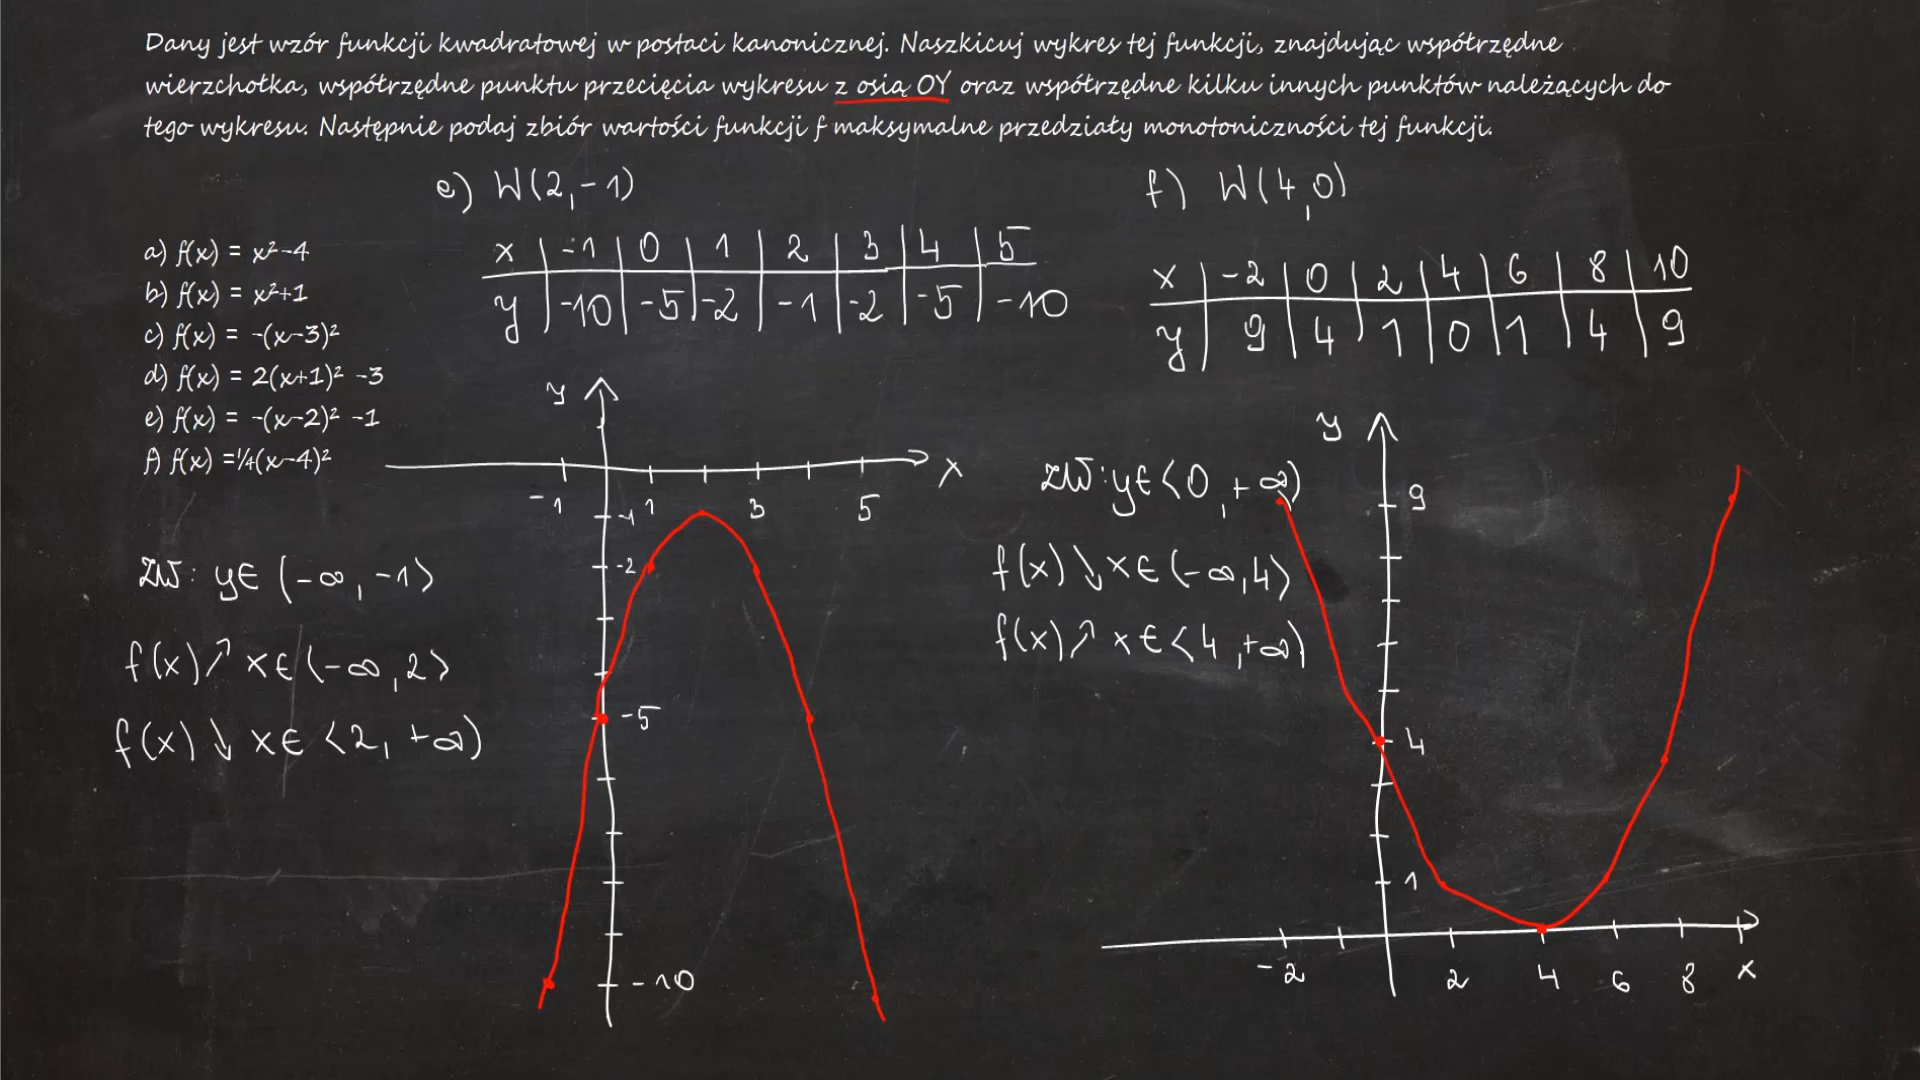 Dany jest wzór funkcji kwadratowej w postaci kanonicznej. Naszkicuj wykres tej funkcji, znajdując współrzędne
wierzchołka, współrzędne punktu przecięcia wykresu z osią OY oraz współrzędne kilku innych punktów należących do
tego wykresu. Następnie podaj zbiór wartości funkcji f maksymalne przedziały monotoniczności tej funkcji.
a) f(x) = x²-4
b) f(x) = x²+1
c) f(x) = -(x-3)²
d) f(x) = 2(x+1)² -3
e) f(x) = -(x-2)² -1
f) f(x) =¼(x-4)²
e) W(2,-1)
x | -1 | 0 | 1 | 2 | 3 | 4 | 5
y | -10 | -5 | -2 | -1 | -2 | -5 | -10
y
x
-1 1 3 5
-1
-2
-5
-10
ZW: y∈ (-∞, -1>
f(x)↗ x∈(-∞,2>
f(x)↘ x∈ <2, +∞)
f) W(4,0)
x | -2 | 0 | 2 | 4 | 6 | 8 | 10
y | 9 | 4 | 1 | 0 | 1 | 4 | 9
ZW: y∈<0,+∞)
f(x)↘ x∈(-∞,4>
f(x)↗ x∈<4,+∞)
y
9
4
1
-2 2 4 6 8 x